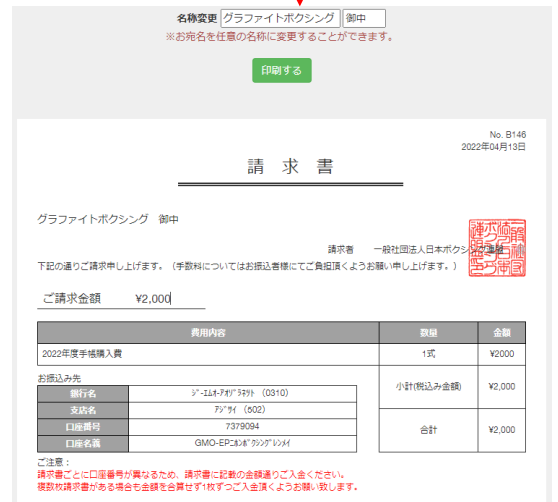 名称変更 グラファイトボクシング 御中
※お宛名を任意の名称に変更することができます。
印刷する
No. B146
2022年04月13日
請 求 書
グラファイトボクシング 御中
請求者 一般社団法人日本ボクシング連盟
下記の通りご請求申し上げます。（手数料についてはお振込者様にてご負担頂くようお願い申し上げます。）
ご請求金額 ¥2,000
費用内容 数量 金額
2022年度手帳購入費 1式 ¥2000
お振込み先
小計(税込み金額) ¥2,000
銀行名 ｼﾞｰｴﾑｵｰｱｵｿﾞﾗﾈｯﾄ （0310）
支店名 ｱｼﾞｻｲ （502）
口座番号 7379094
合計 ¥2,000
口座名義 GMO-EPﾆﾎﾝﾎﾞｸｼﾝｸﾞﾚﾝﾒｲ
ご注意：
請求書ごとに口座番号が異なるため、請求書に記載の金額通りご入金ください。
複数枚請求書がある場合も金額を合算せず1枚ずつご入金頂くようお願い致します。